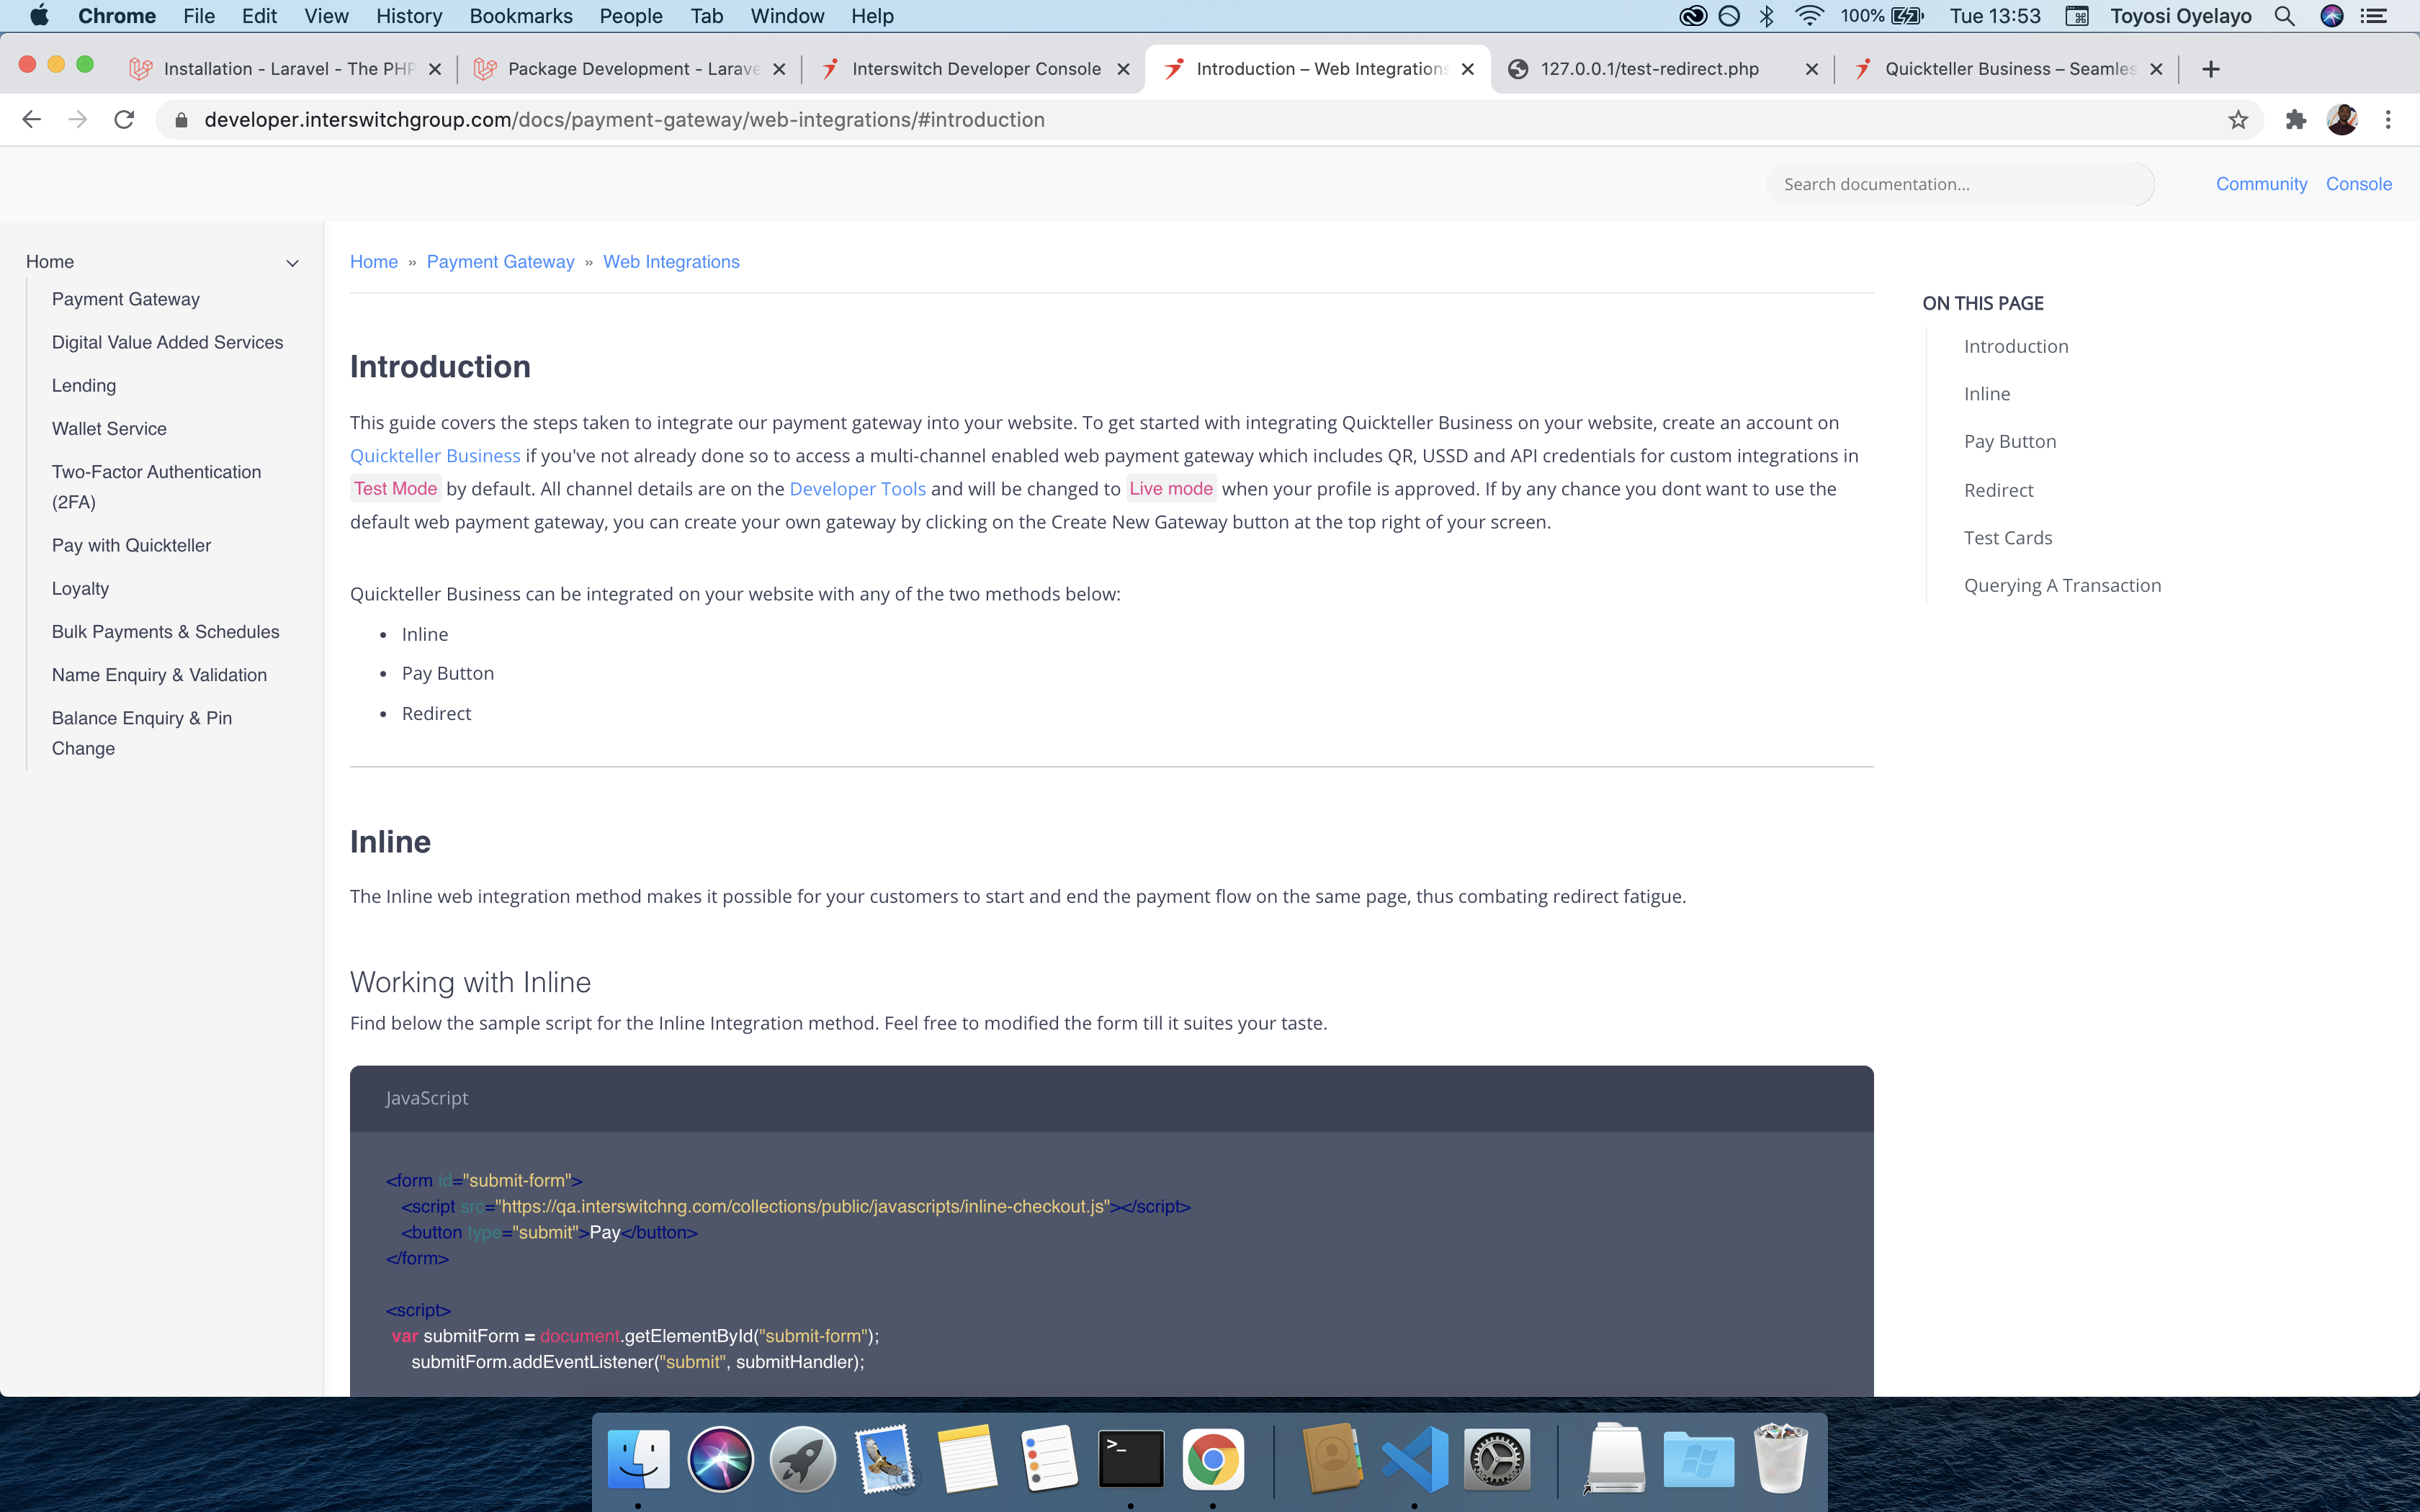 Chrome File Edit View History Bookmarks People Tab Window Help 100% Tue 13:53 Toyosi Oyelayo
Installation - Laravel - The PHP Package Development - Larave Interswitch Developer Console Introduction – Web Integrations 127.0.0.1/test-redirect.php Quickteller Business – Seamles
developer.interswitchgroup.com/docs/payment-gateway/web-integrations/#introduction
Search documentation... Community Console
Home
Payment Gateway
Digital Value Added Services
Lending
Wallet Service
Two-Factor Authentication
(2FA)
Pay with Quickteller
Loyalty
Bulk Payments & Schedules
Name Enquiry & Validation
Balance Enquiry & Pin
Change
Home » Payment Gateway » Web Integrations
Introduction
This guide covers the steps taken to integrate our payment gateway into your website. To get started with integrating Quickteller Business on your website, create an account on
Quickteller Business if you've not already done so to access a multi-channel enabled web payment gateway which includes QR, USSD and API credentials for custom integrations in
Test Mode by default. All channel details are on the Developer Tools and will be changed to Live mode when your profile is approved. If by any chance you dont want to use the
default web payment gateway, you can create your own gateway by clicking on the Create New Gateway button at the top right of your screen.
Quickteller Business can be integrated on your website with any of the two methods below:
• Inline
• Pay Button
• Redirect
Inline
The Inline web integration method makes it possible for your customers to start and end the payment flow on the same page, thus combating redirect fatigue.
Working with Inline
Find below the sample script for the Inline Integration method. Feel free to modified the form till it suites your taste.
JavaScript
<form id="submit-form">
<script src="https://qa.interswitchng.com/collections/public/javascripts/inline-checkout.js"></script>
<button type="submit">Pay</button>
</form>
<script>
var submitForm = document.getElementById("submit-form");
submitForm.addEventListener("submit", submitHandler);
ON THIS PAGE
Introduction
Inline
Pay Button
Redirect
Test Cards
Querying A Transaction